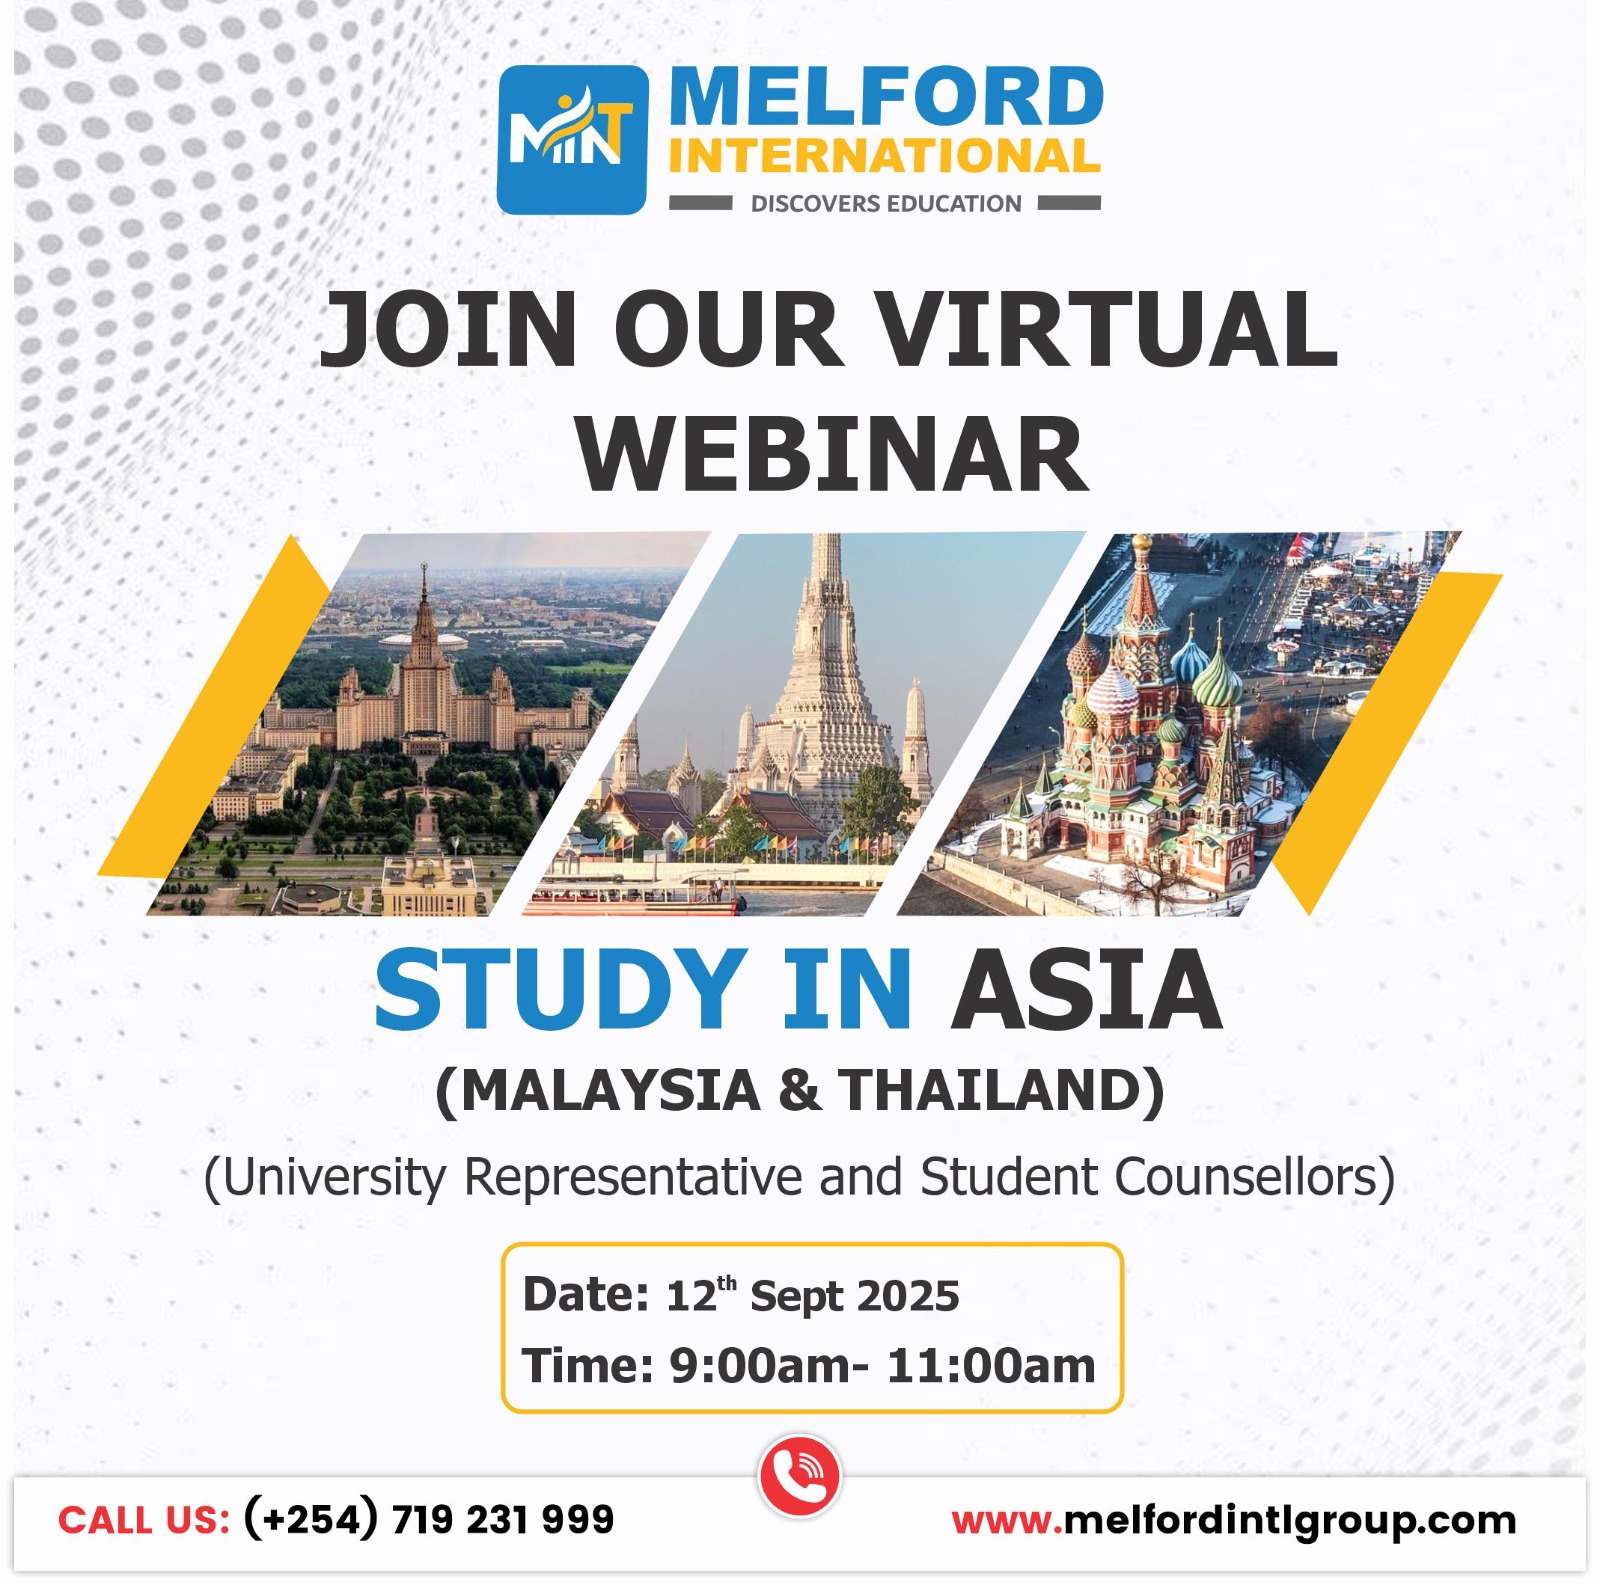 MINT
MELFORD
INTERNATIONAL
DISCOVERS EDUCATION
JOIN OUR VIRTUAL
WEBINAR
STUDY IN ASIA
(MALAYSIA & THAILAND)
(University Representative and Student Counsellors)
Date: 12th Sept 2025
Time: 9:00am- 11:00am
CALL US: (+254) 719 231 999
www.melfordintlgroup.com